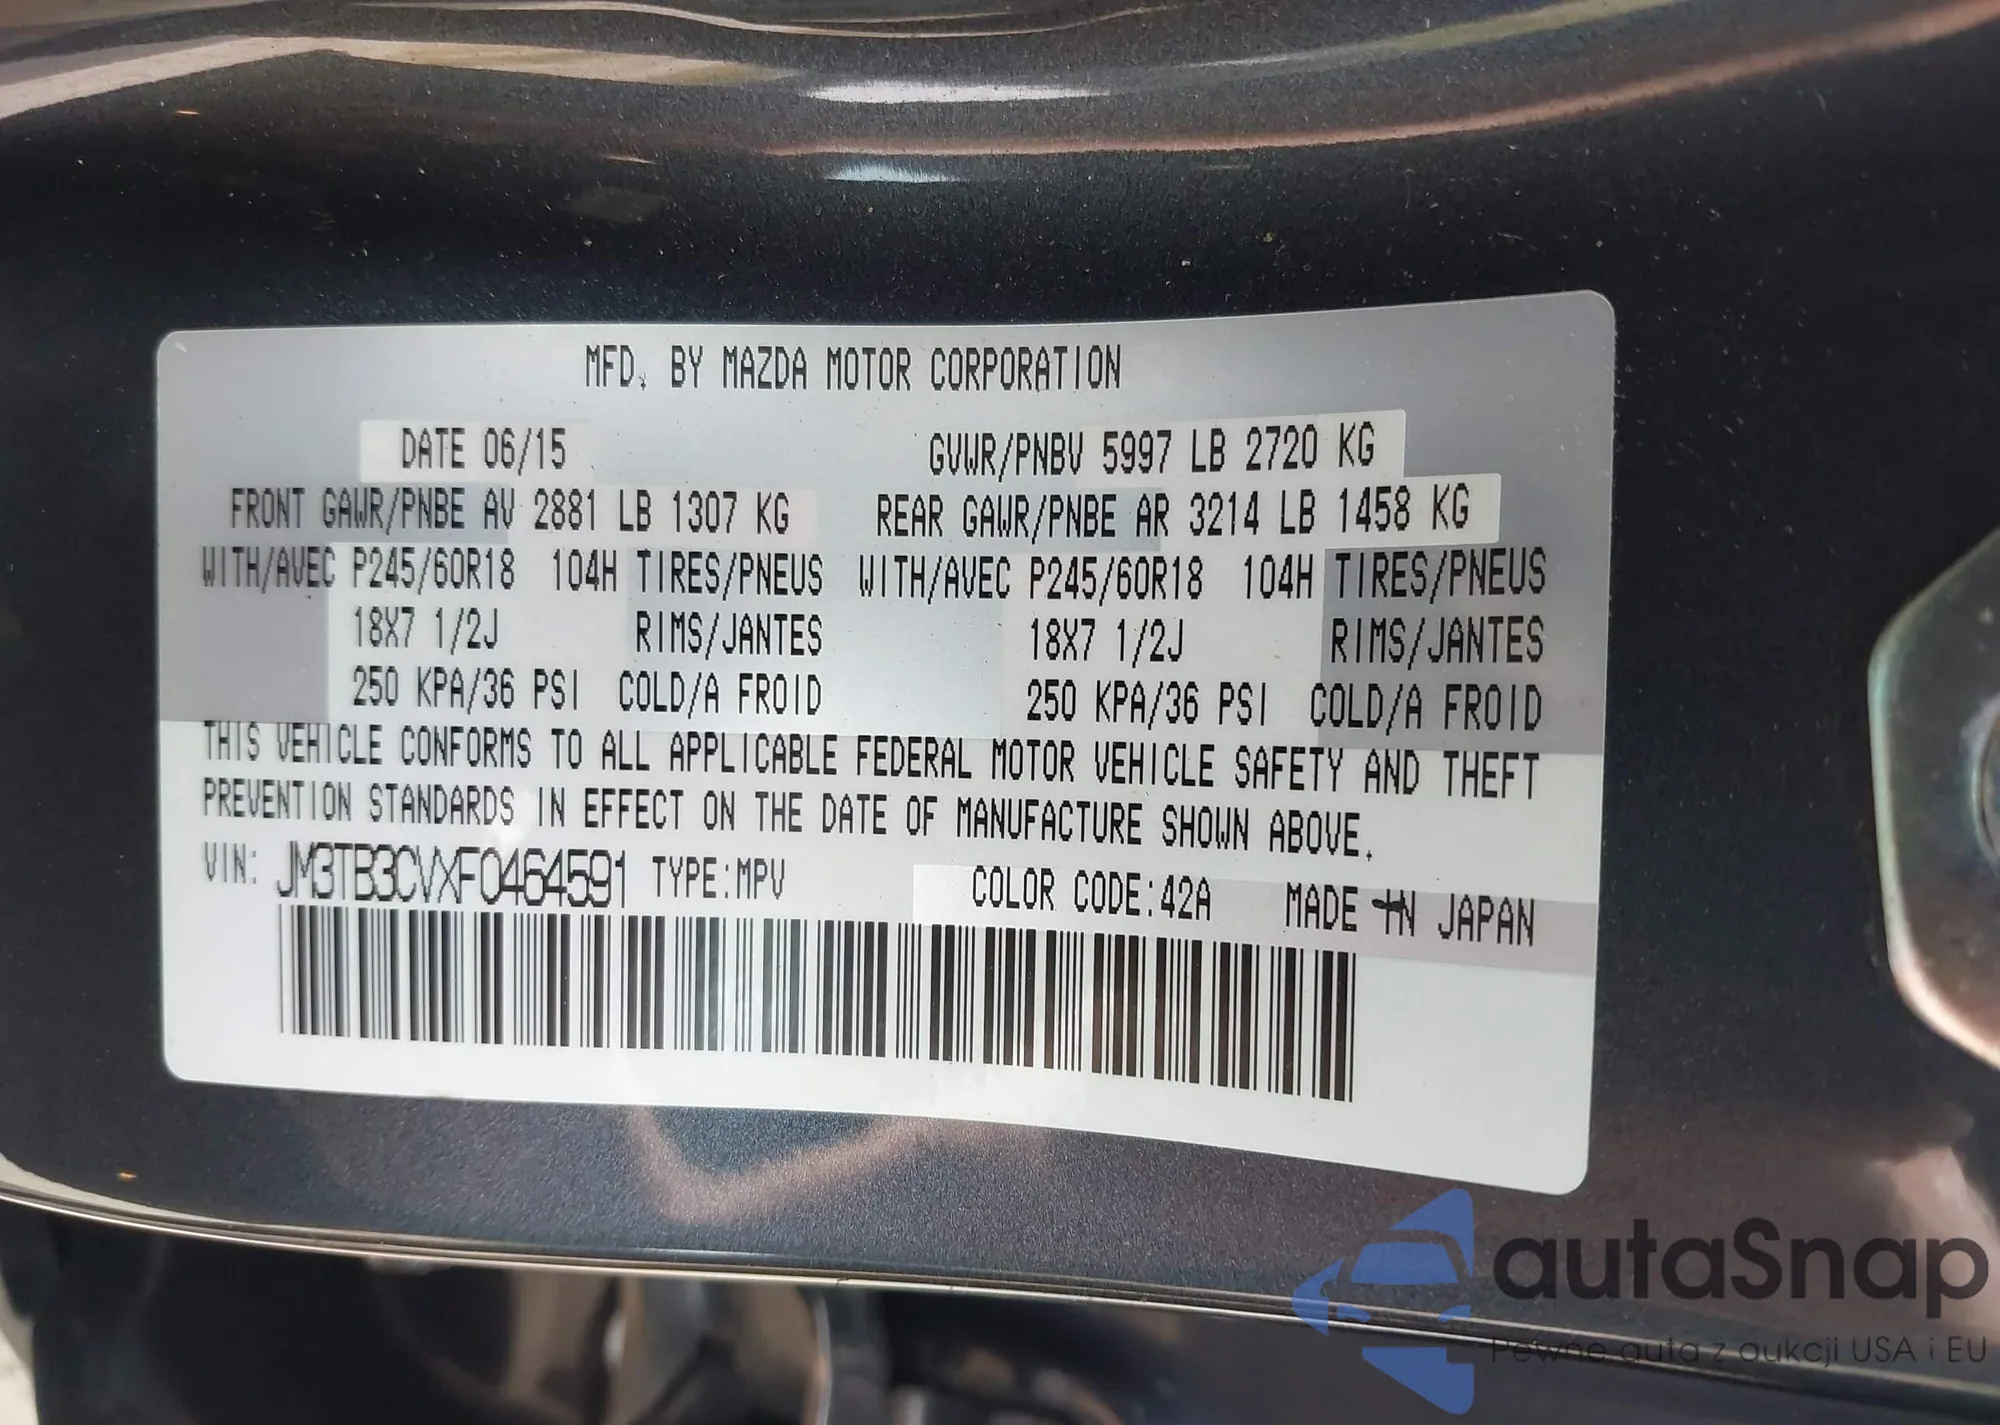 MFD. BY MAZDA MOTOR CORPORATION
DATE 06/15 GVWR/PNBV 5997 LB 2720 KG
FRONT GAWR/PNBE AV 2881 LB 1307 KG REAR GAWR/PNBE AR 3214 LB 1458 KG
WITH/AVEC P245/60R18 104H TIRES/PNEUS WITH/AVEC P245/60R18 104H TIRES/PNEUS
18X7 1/2J RIMS/JANTES 18X7 1/2J RIMS/JANTES
250 KPA/36 PSI COLD/A FROID 250 KPA/36 PSI COLD/A FROID
THIS VEHICLE CONFORMS TO ALL APPLICABLE FEDERAL MOTOR VEHICLE SAFETY AND THEFT
PREVENTION STANDARDS IN EFFECT ON THE DATE OF MANUFACTURE SHOWN ABOVE.
VIN: JM3TB3CVXF0464591 TYPE:MPV COLOR CODE:42A MADE IN JAPAN
autaSnap
Pewne auta z aukcji USA i EU